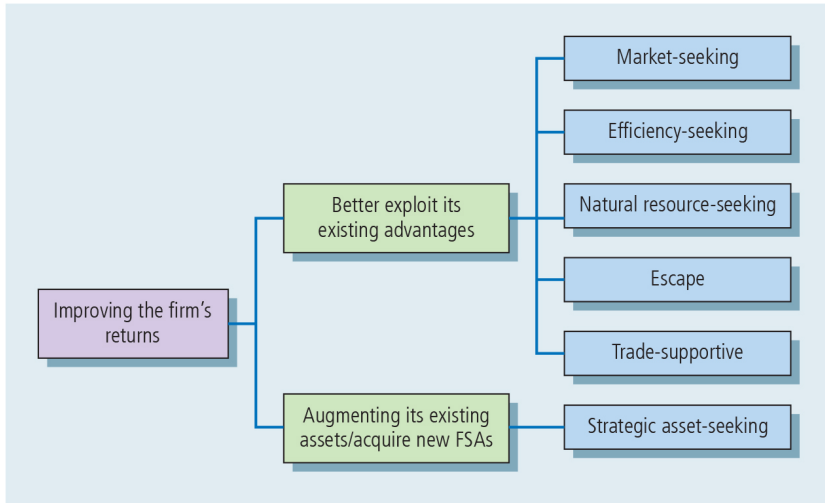 Market-seeking
Efficiency-seeking
Better exploit its
existing advantages
Natural resource-seeking
Escape
Improving the firm's
returns
Trade-supportive
Augmenting its existing
assets/acquire new FSAs
Strategic asset-seeking